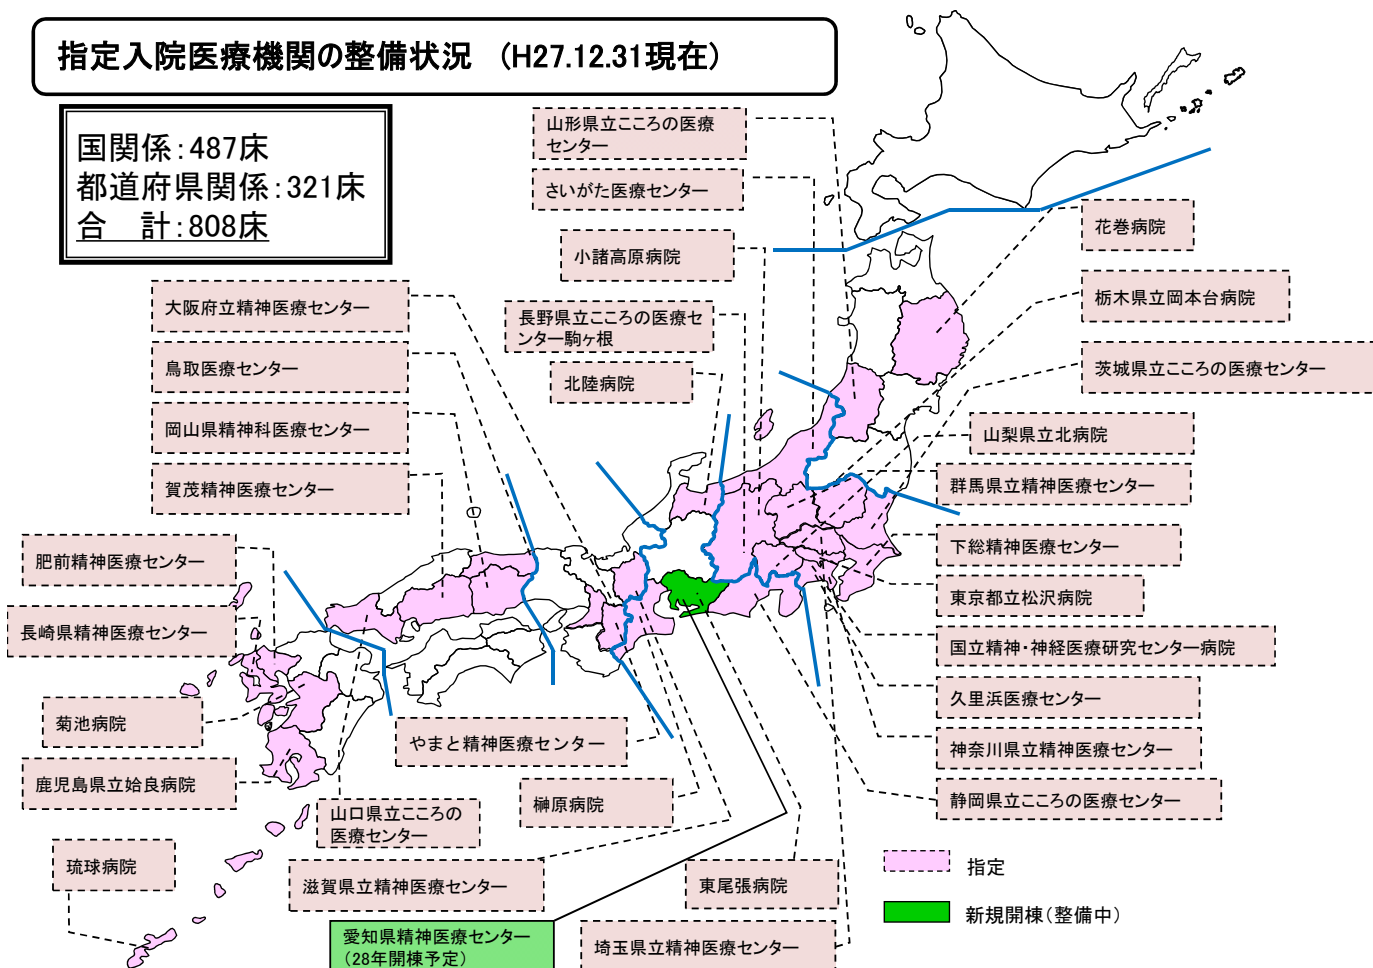 指定入院医療機関の整備状況 (H27.12.31現在)
国関係:487床
都道府県関係:321床
合 計:808床
山形県立こころの医療
センター
さいがた医療センター
小諸高原病院
長野県立こころの医療セ
ンター駒ヶ根
北陸病院
大阪府立精神医療センター
鳥取医療センター
岡山県精神科医療センター
賀茂精神医療センター
肥前精神医療センター
長崎県精神医療センター
菊池病院
鹿児島県立姶良病院
琉球病院
山口県立こころの
医療センター
やまと精神医療センター
榊原病院
滋賀県立精神医療センター
愛知県精神医療センター
(28年開棟予定)
東尾張病院
埼玉県立精神医療センター
花巻病院
栃木県立岡本台病院
茨城県立こころの医療センター
山梨県立北病院
群馬県立精神医療センター
下総精神医療センター
東京都立松沢病院
国立精神・神経医療研究センター病院
久里浜医療センター
神奈川県立精神医療センター
静岡県立こころの医療センター
指定
新規開棟(整備中)